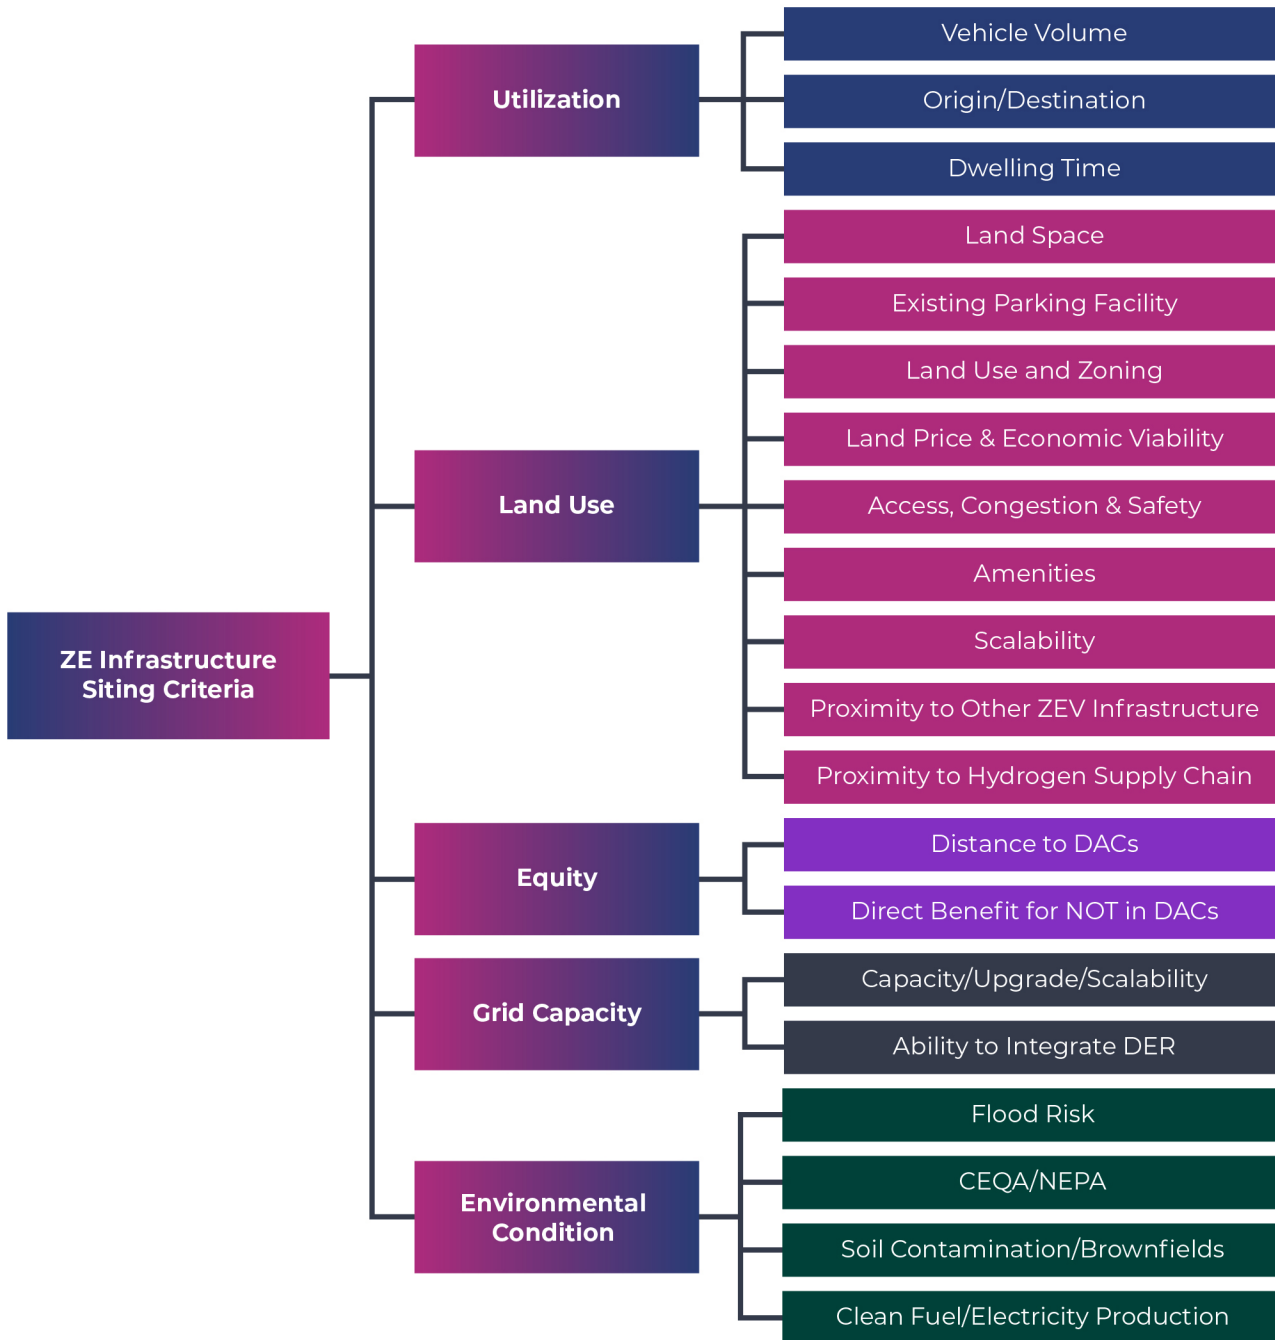 ZE Infrastructure
Siting Criteria
Utilization
Vehicle Volume
Origin/Destination
Dwelling Time
Land Use
Land Space
Existing Parking Facility
Land Use and Zoning
Land Price & Economic Viability
Access, Congestion & Safety
Amenities
Scalability
Proximity to Other ZEV Infrastructure
Proximity to Hydrogen Supply Chain
Equity
Distance to DACs
Direct Benefit for NOT in DACs
Grid Capacity
Capacity/Upgrade/Scalability
Ability to Integrate DER
Environmental
Condition
Flood Risk
CEQA/NEPA
Soil Contamination/Brownfields
Clean Fuel/Electricity Production